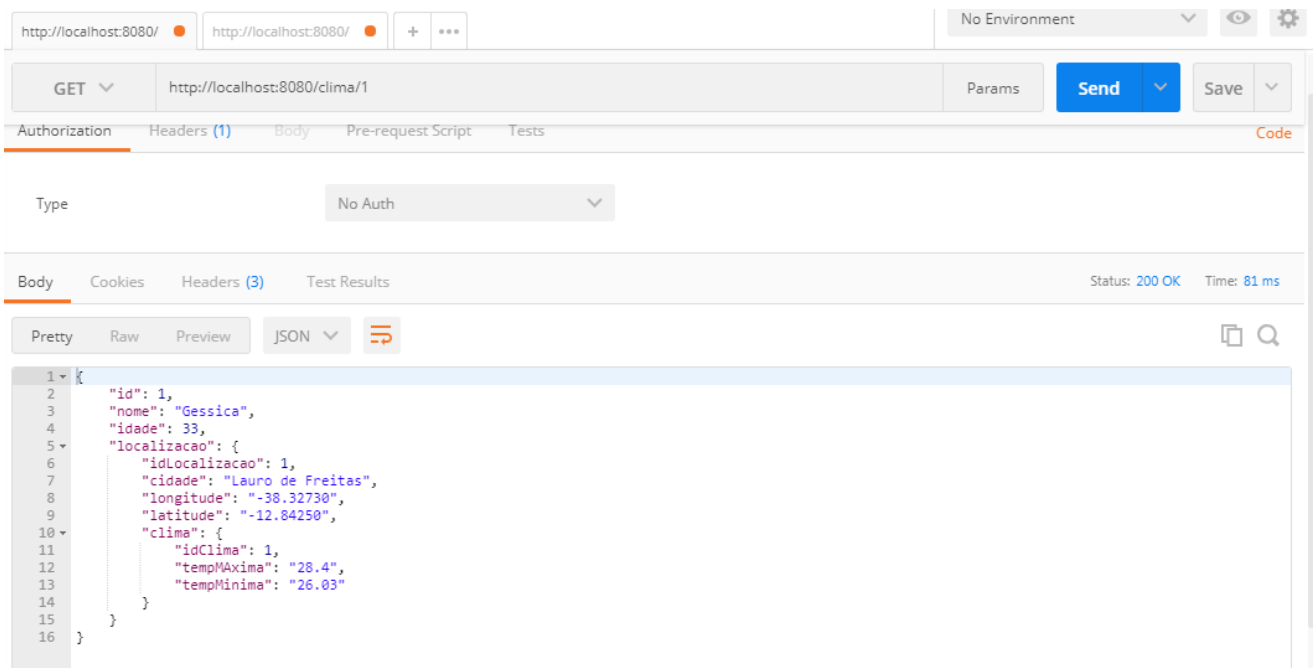 http://localhost:8080/ http://localhost:8080/ + ••• No Environment
GET http://localhost:8080/clima/1 Params Send Save
Authorization Headers (1) Body Pre-request Script Tests Code
Type No Auth
Body Cookies Headers (3) Test Results Status: 200 OK Time: 81 ms
Pretty Raw Preview JSON
1 {
2 "id": 1,
3 "nome": "Gessica",
4 "idade": 33,
5 "localizacao": {
6 "idLocalizacao": 1,
7 "cidade": "Lauro de Freitas",
8 "longitude": "-38.32730",
9 "latitude": "-12.84250",
10 "clima": {
11 "idClima": 1,
12 "tempMAxima": "28.4",
13 "tempMinima": "26.03"
14 }
15 }
16 }